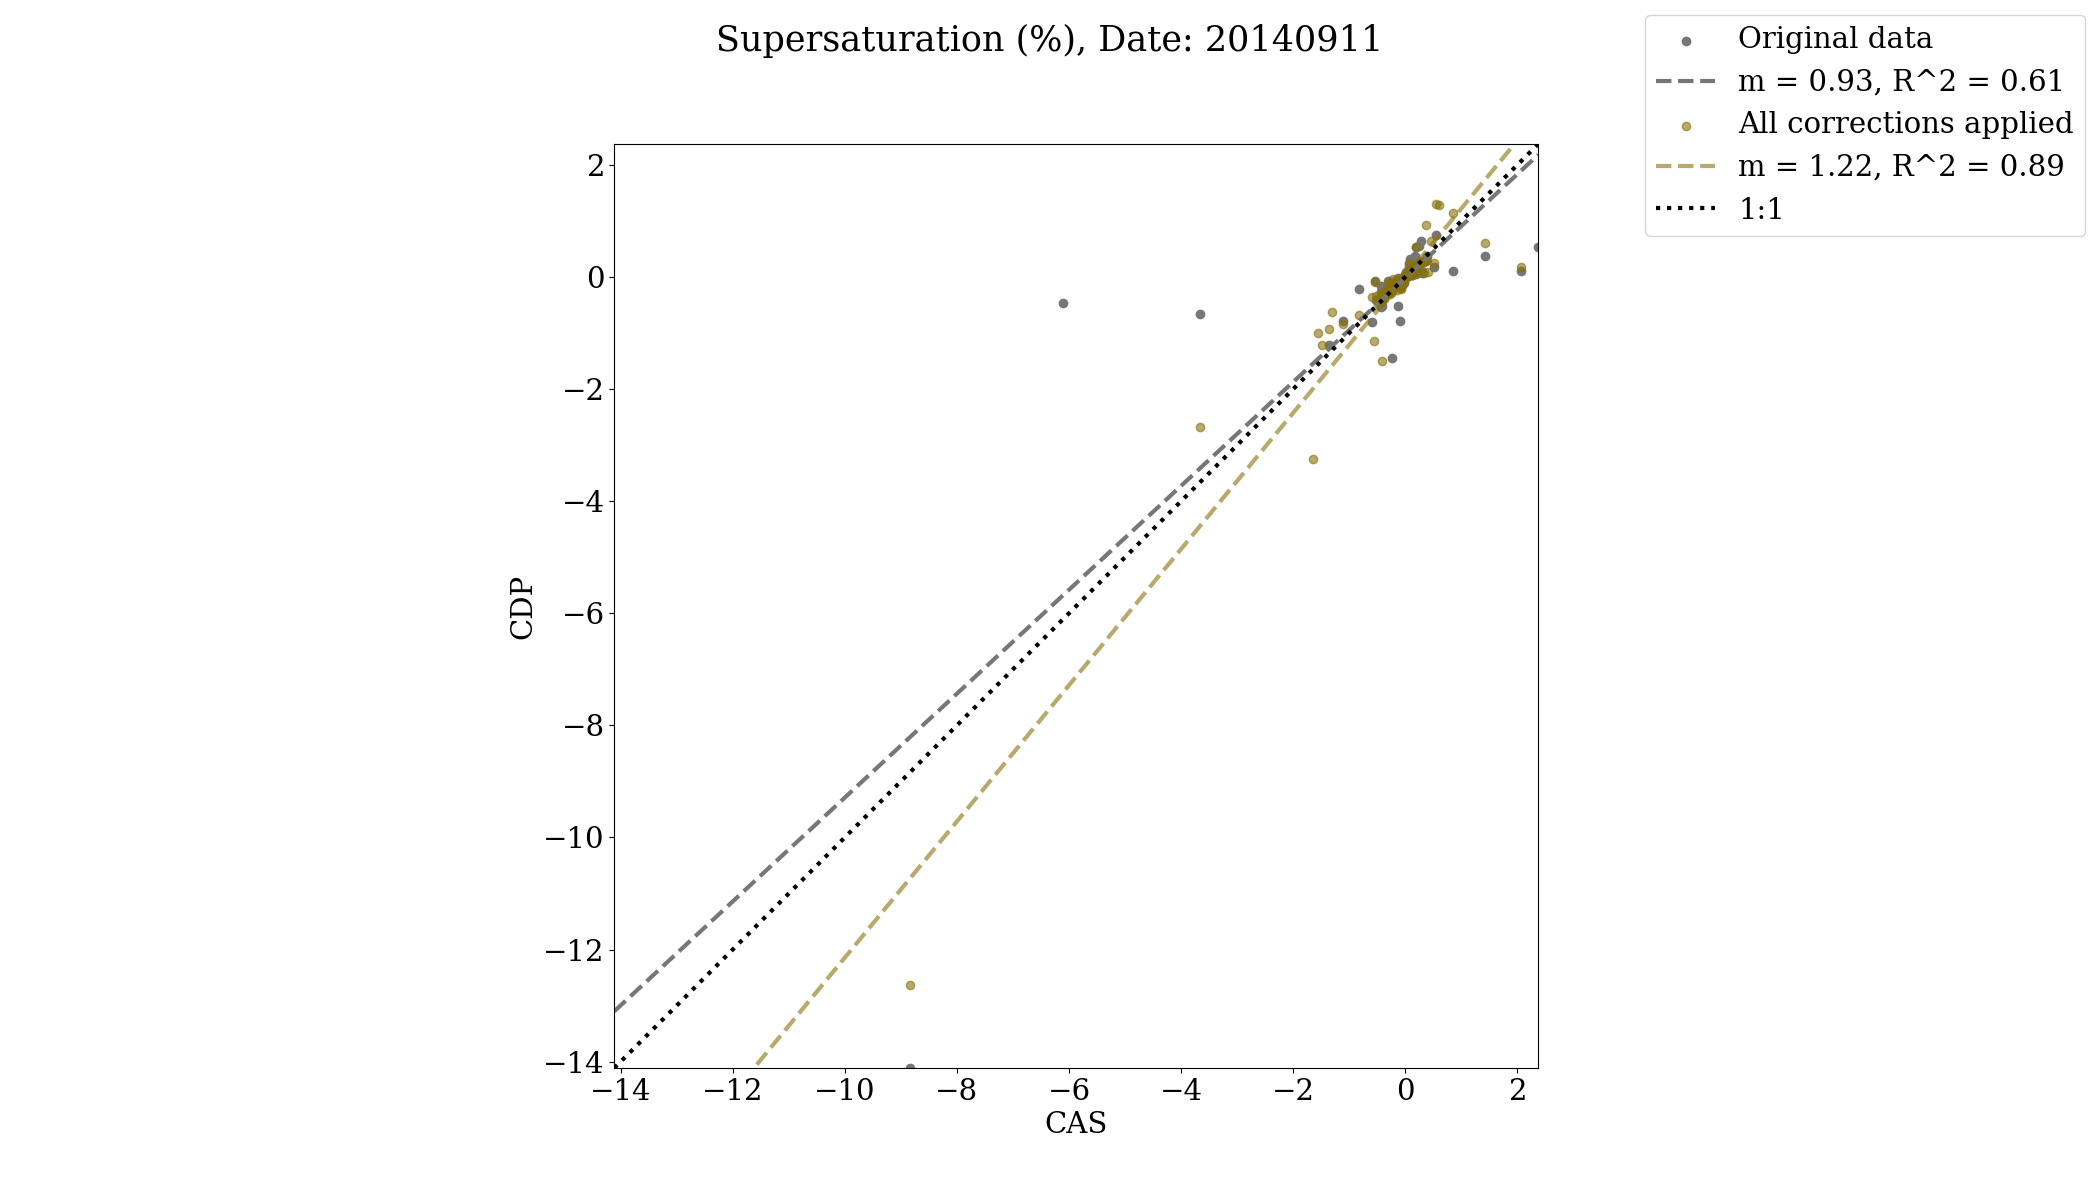 Supersaturation (%), Date: 20140911
Original data
m = 0.93, R^2 = 0.61
All corrections applied
m = 1.22, R^2 = 0.89
1:1
2
0
−2
−4
−6
−8
−10
−12
−14
CDP
−14 −12 −10 −8 −6 −4 −2 0 2
CAS